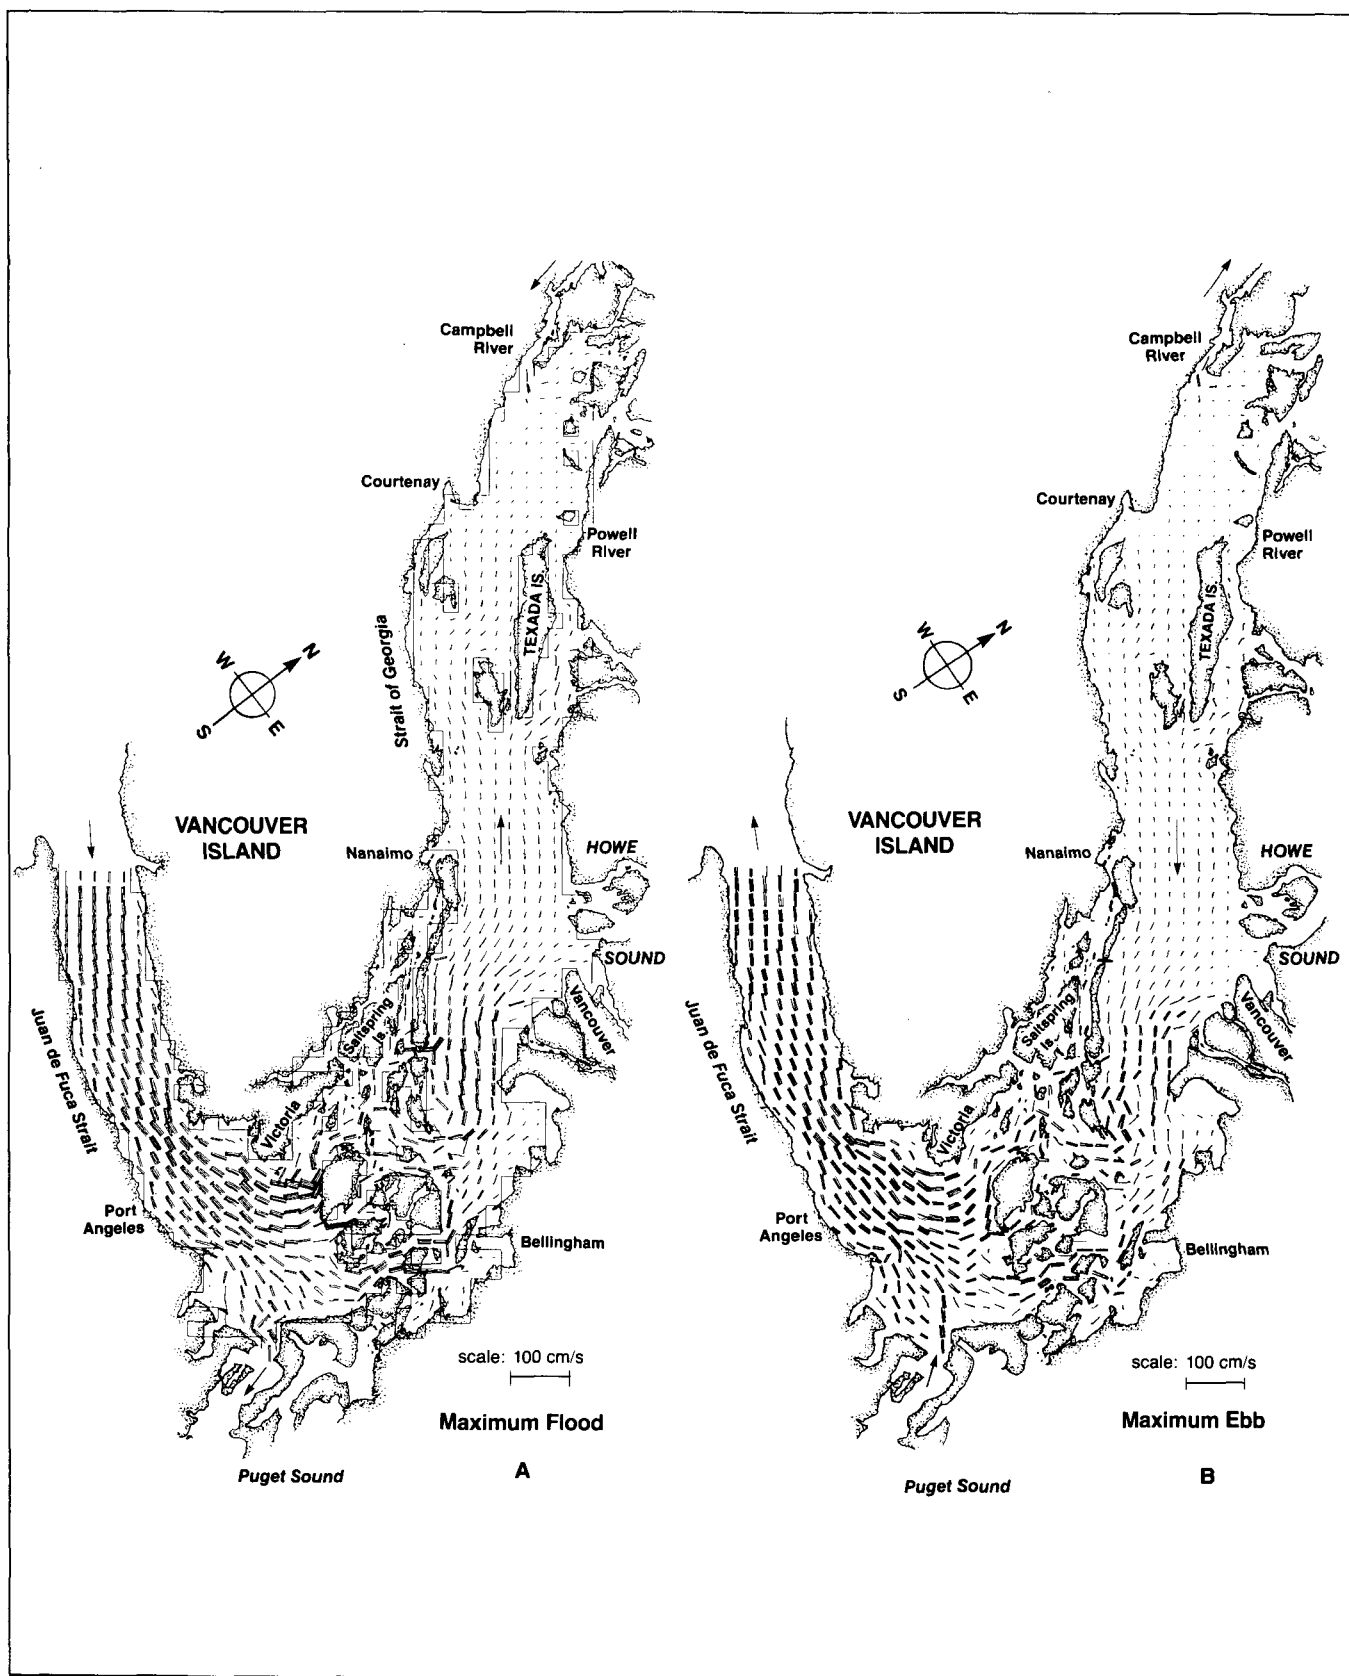 Campbell
River
Courtenay
Powell
River
TEXADA IS.
Strait of Georgia
N
W
E
S
VANCOUVER
ISLAND
Nanaimo
HOWE
SOUND
Vancouver
Saltspring
Is.
Juan de Fuca Strait
Victoria
Port
Angeles
Bellingham
scale: 100 cm/s
Maximum Flood
A
Puget Sound
Campbell
River
Courtenay
Powell
River
TEXADA IS.
N
W
E
S
VANCOUVER
ISLAND
Nanaimo
HOWE
SOUND
Vancouver
Saltspring
Is.
Juan de Fuca Strait
Victoria
Port
Angeles
Bellingham
scale: 100 cm/s
Maximum Ebb
B
Puget Sound